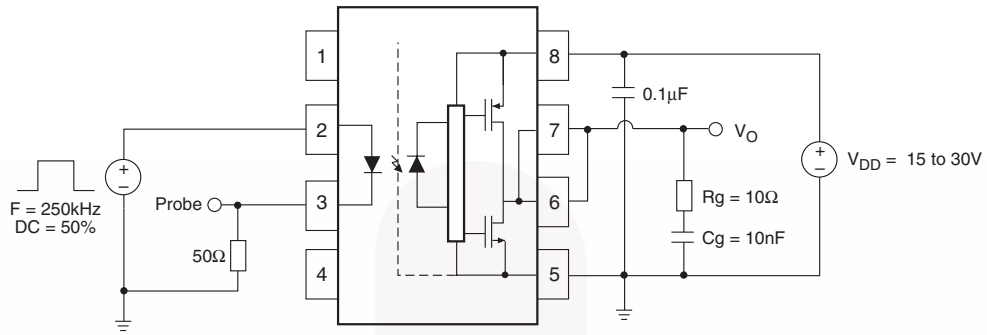 1
8
0.1μF
2
7
V_O
V_DD = 15 to 30V
F = 250kHz
DC = 50%
Probe
3
6
Rg = 10Ω
50Ω
Cg = 10nF
4
5